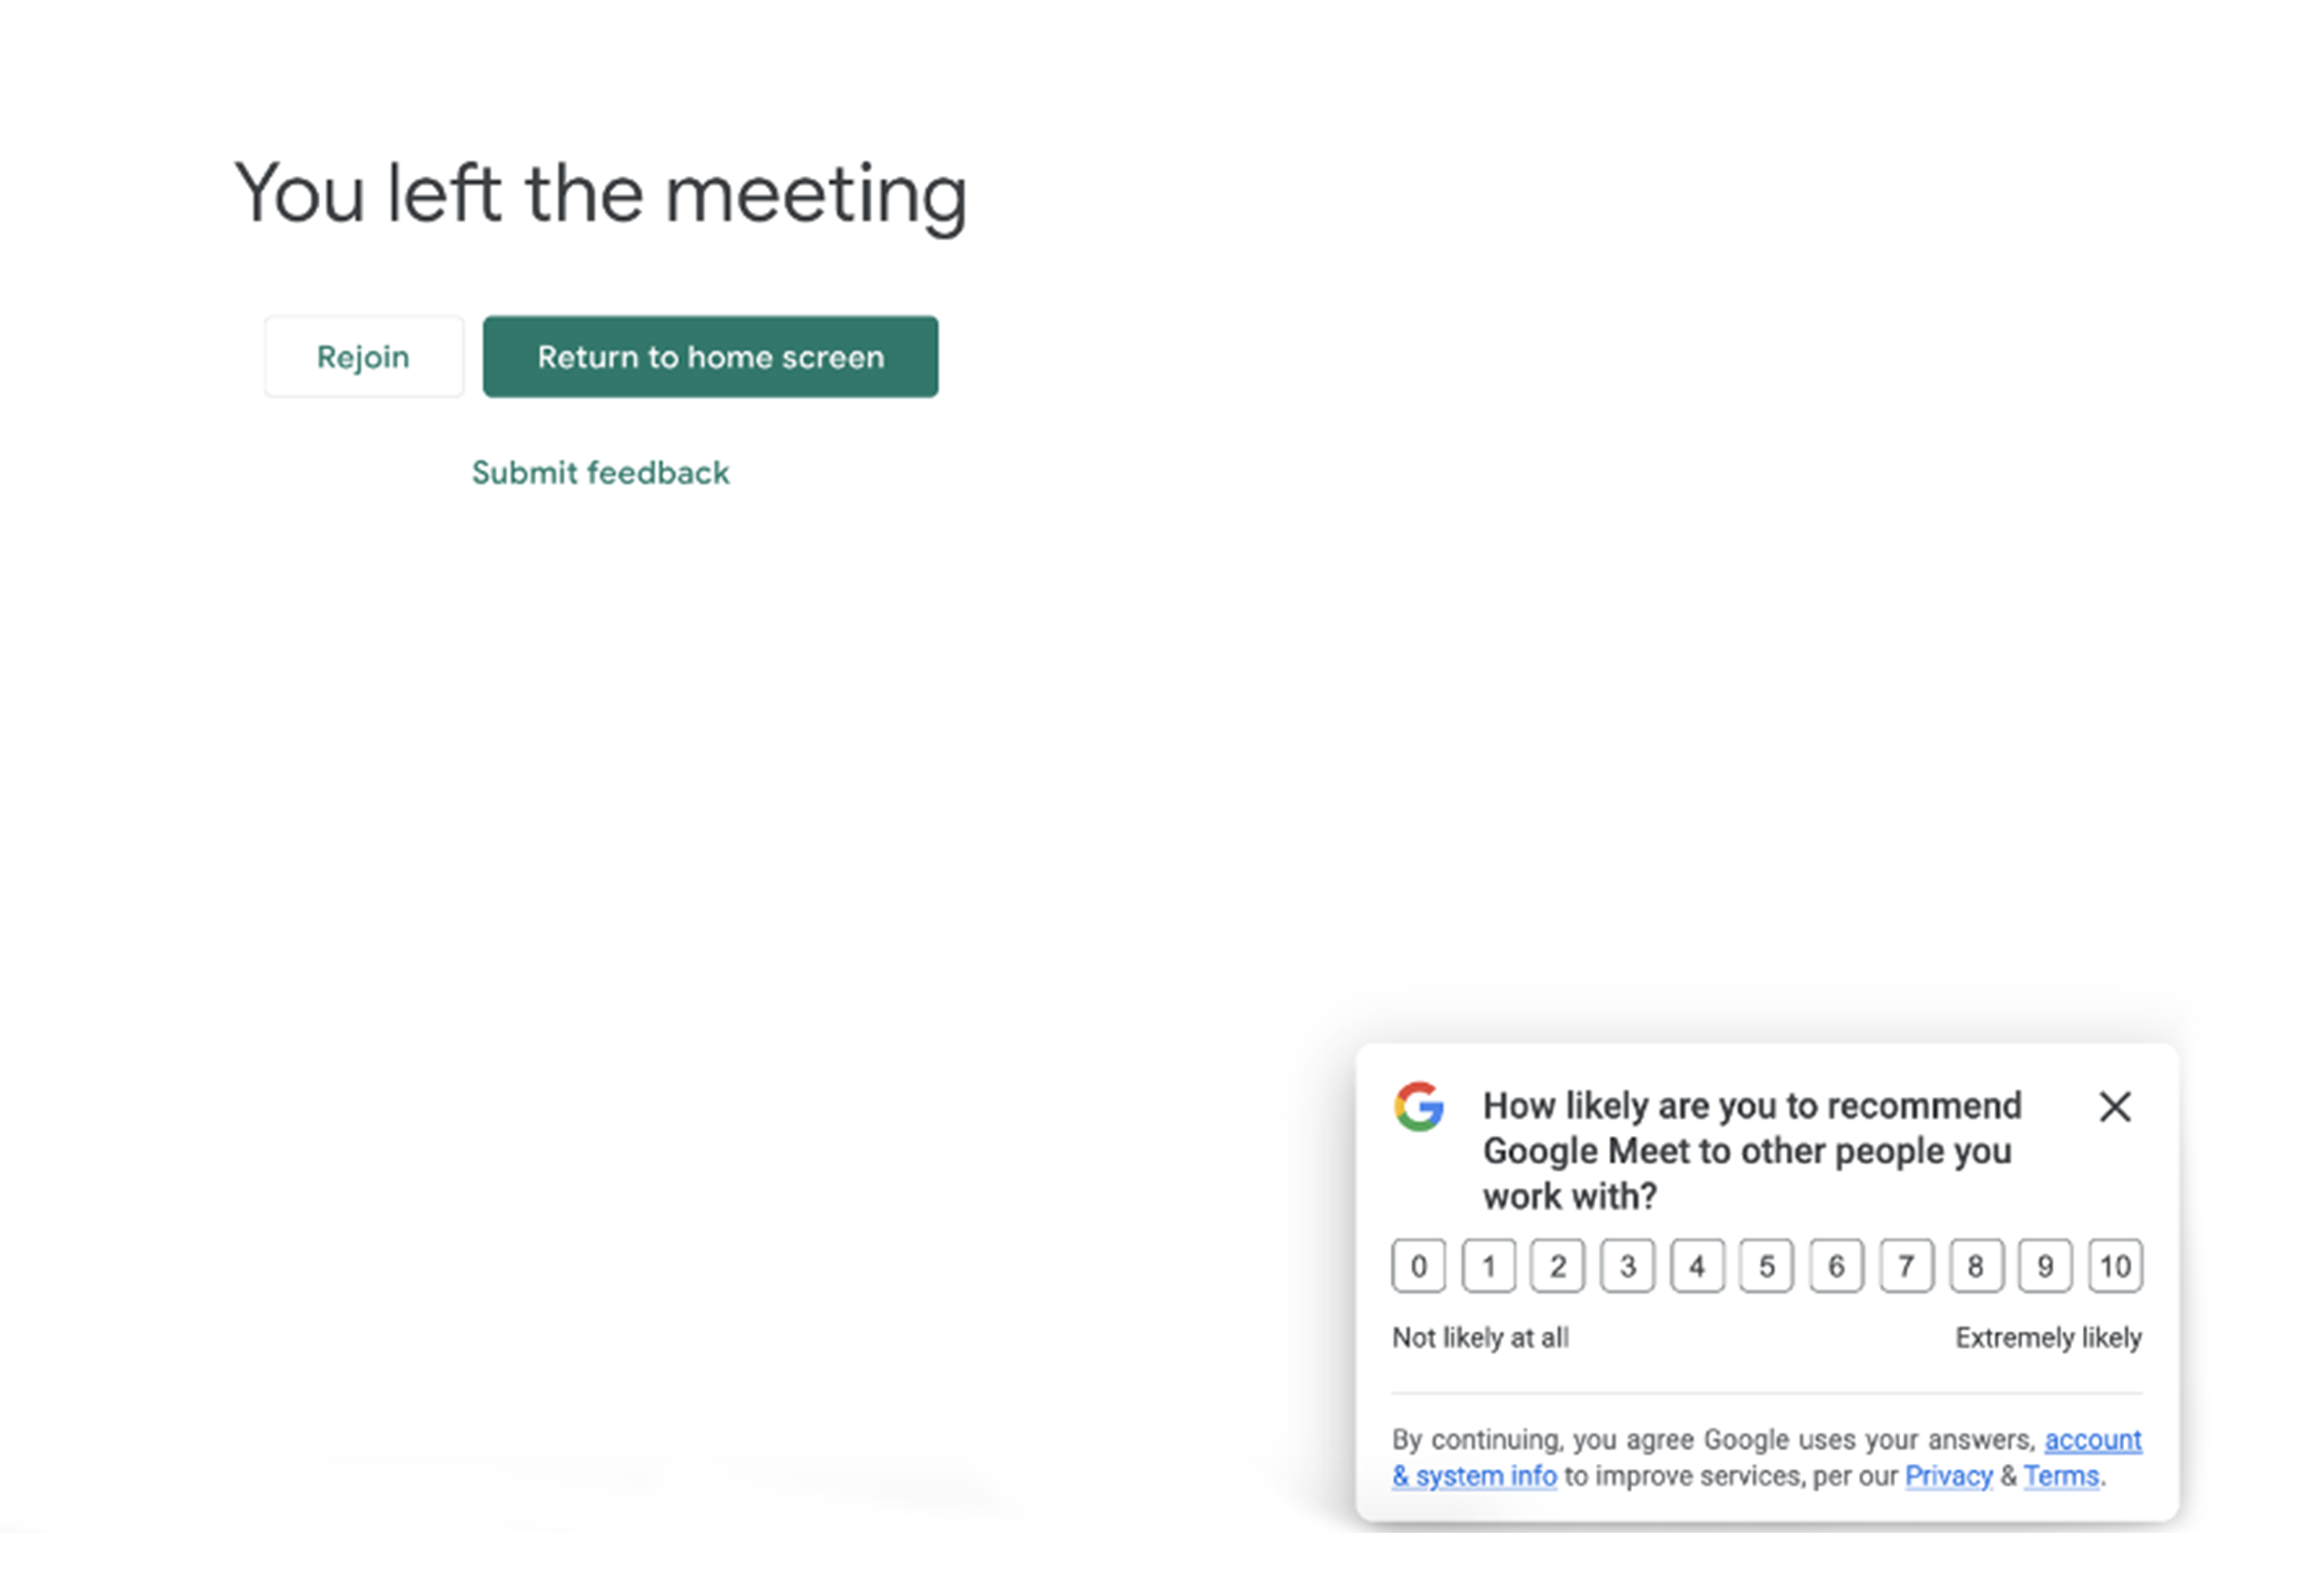 You left the meeting
Rejoin
Return to home screen
Submit feedback
How likely are you to recommend
Google Meet to other people you
work with?
0 1 2 3 4 5 6 7 8 9 10
Not likely at all
Extremely likely
By continuing, you agree Google uses your answers, account
& system info to improve services, per our Privacy & Terms.